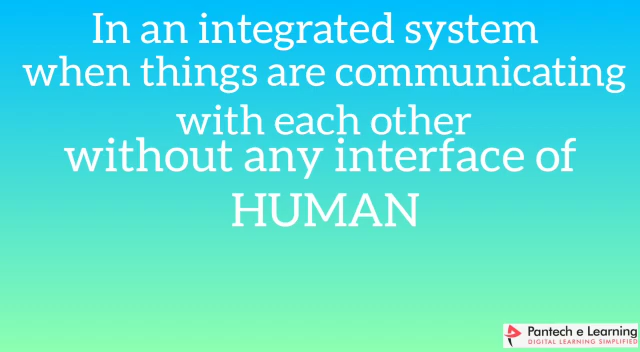 In an integrated system
when things are communicating
with each other
without any interface of
HUMAN
Pantech e Learning
DIGITAL LEARNING SIMPLIFIED